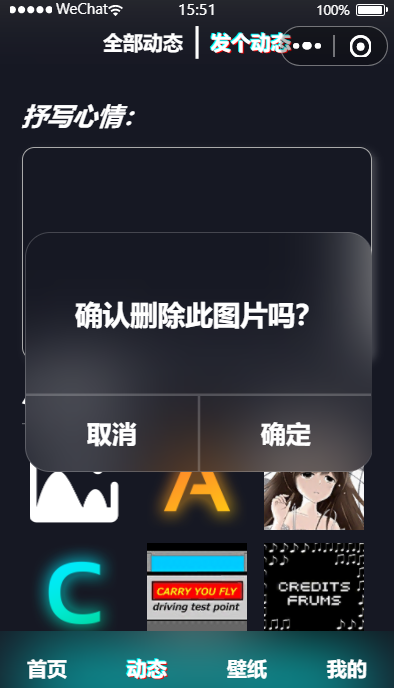 WeChat 15:51 100%
全部动态 发个动态
抒写心情：
确认删除此图片吗?
取消 确定
A
C
CARRY YOU FLY
driving test point
CREDITS
FRUMS
首页 动态 壁纸 我的